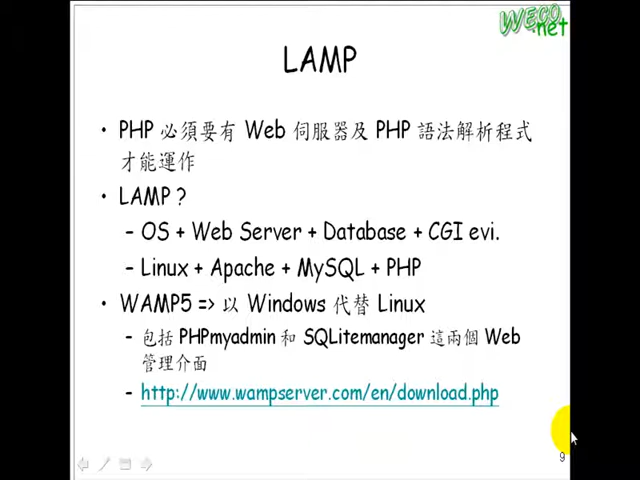 WECO.net
LAMP
• PHP 必須要有 Web 伺服器及 PHP 語法解析程式
才能運作
• LAMP?
– OS + Web Server + Database + CGI evi.
– Linux + Apache + MySQL + PHP
• WAMP5 => 以 Windows 代替 Linux
– 包括 PHPmyadmin 和 SQLitemanager 這兩個 Web
管理介面
– http://www.wampserver.com/en/download.php
9